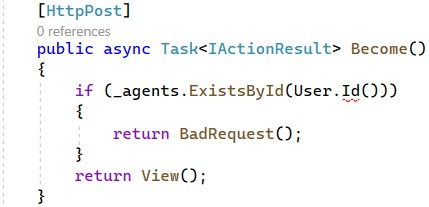 [HttpPost]
0 references
public async Task<IActionResult> Become()
{
    if (_agents.ExistsById(User.Id()))
    {
        return BadRequest();
    }
    return View();
}